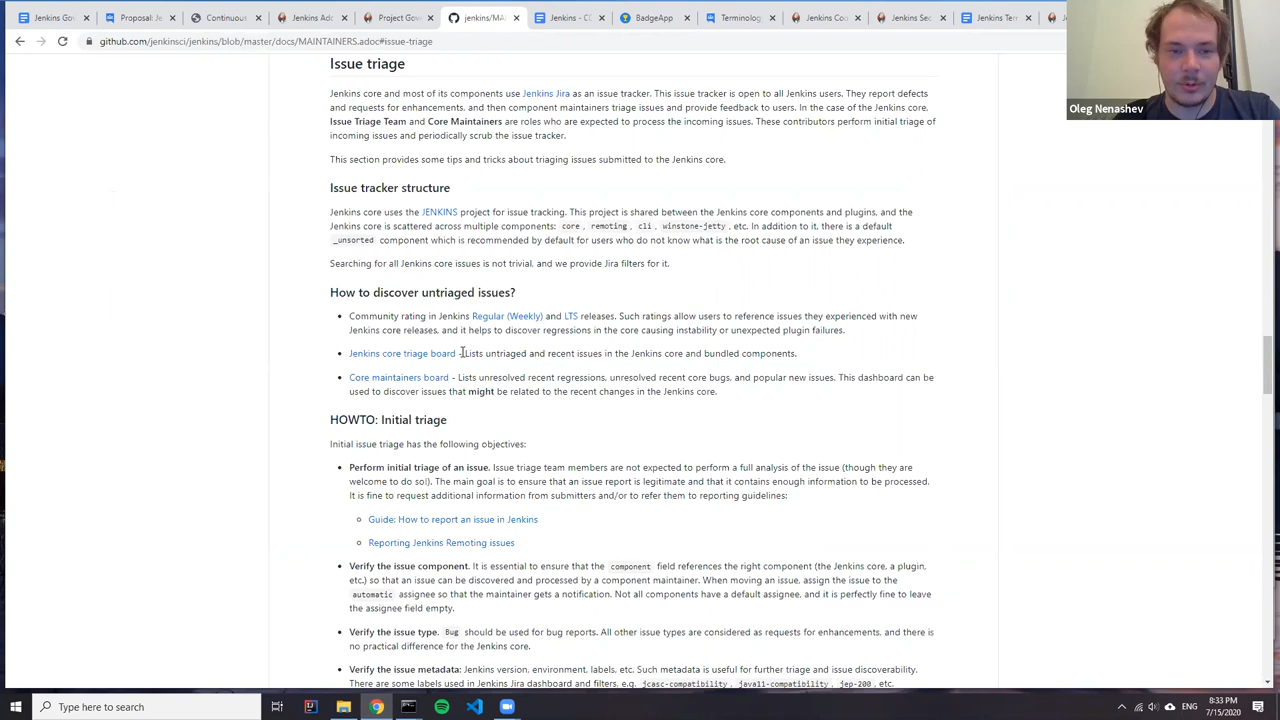 Jenkins Gov
Proposal: Je
Continuous
Jenkins Ado
Project Gove
jenkins/MA
Jenkins - CD
BadgeApp
Terminolog
Jenkins Coo
Jenkins Sec
Jenkins Terr
github.com/jenkinsci/jenkins/blob/master/docs/MAINTAINERS.adoc#issue-triage
Oleg Nenashev
Issue triage
Jenkins core and most of its components use Jenkins Jira as an issue tracker. This issue tracker is open to all Jenkins users. They report defects
and requests for enhancements, and then component maintainers triage issues and provide feedback to users. In the case of the Jenkins core,
Issue Triage Team and Core Maintainers are roles who are expected to process the incoming issues. These contributors perform initial triage of
incoming issues and periodically scrub the issue tracker.
This section provides some tips and tricks about triaging issues submitted to the Jenkins core.
Issue tracker structure
Jenkins core uses the JENKINS project for issue tracking. This project is shared between the Jenkins core components and plugins, and the
Jenkins core is scattered across multiple components: core, remoting, cli, winstone-jetty, etc. In addition to it, there is a default
_unsorted component which is recommended by default for users who do not know what is the root cause of an issue they experience.
Searching for all Jenkins core issues is not trivial, and we provide Jira filters for it.
How to discover untriaged issues?
• Community rating in Jenkins Regular (Weekly) and LTS releases. Such ratings allow users to reference issues they experienced with new
Jenkins core releases, and it helps to discover regressions in the core causing instability or unexpected plugin failures.
• Jenkins core triage board - Lists untriaged and recent issues in the Jenkins core and bundled components.
• Core maintainers board - Lists unresolved recent regressions, unresolved recent core bugs, and popular new issues. This dashboard can be
used to discover issues that might be related to the recent changes in the Jenkins core.
HOWTO: Initial triage
Initial issue triage has the following objectives:
• Perform initial triage of an issue. Issue triage team members are not expected to perform a full analysis of the issue (though they are
welcome to do so!). The main goal is to ensure that an issue report is legitimate and that it contains enough information to be processed.
It is fine to request additional information from submitters and/or to refer them to reporting guidelines:
◦ Guide: How to report an issue in Jenkins
◦ Reporting Jenkins Remoting issues
• Verify the issue component. It is essential to ensure that the component field references the right component (the Jenkins core, a plugin,
etc.) so that an issue can be discovered and processed by a component maintainer. When moving an issue, assign the issue to the
automatic assignee so that the maintainer gets a notification. Not all components have a default assignee, and it is perfectly fine to leave
the assignee field empty.
• Verify the issue type. Bug should be used for bug reports. All other issue types are considered as requests for enhancements, and there is
no practical difference for the Jenkins core.
• Verify the issue metadata: Jenkins version, environment, labels, etc. Such metadata is useful for further triage and issue discoverability.
There are some labels used in Jenkins Jira dashboard and filters, e.g. jcasc-compatibility, java11-compatibility, jep-200, etc.
Type here to search
ENG
8:33 PM
7/15/2020